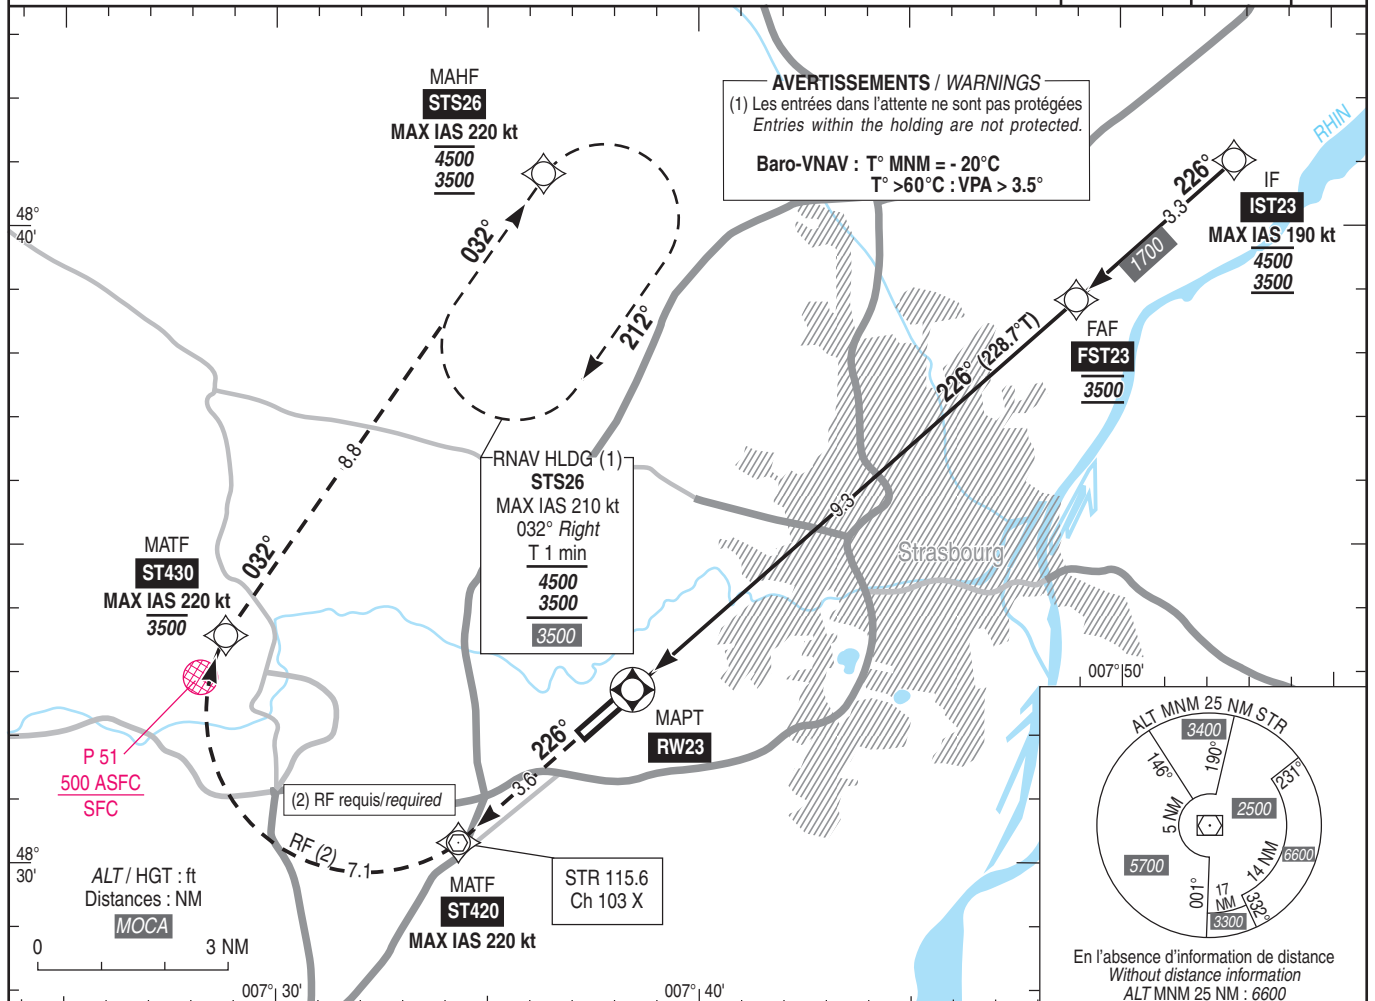 MAHF
STS26
MAX IAS 220 kt
4500
3500
AVERTISSEMENTS / WARNINGS
(1) Les entrées dans l'attente ne sont pas protégées
Entries within the holding are not protected.
Baro-VNAV : T° MNM = - 20°C
T° >60°C : VPA > 3.5°
RHIN
226°
3.3
1700
IF
IST23
MAX IAS 190 kt
4500
3500
48°
40'
032°
212°
FAF
FST23
3500
226° (228.7°T)
9.3
8.8
RNAV HLDG (1)
STS26
MAX IAS 210 kt
032° Right
T 1 min
4500
3500
3500
Strasbourg
MATF
ST430
MAX IAS 220 kt
3500
032°
007° 50'
MAPT
RW23
226°
3.6
P 51
500 ASFC
SFC
(2) RF requis/required
RF (2)
7.1
48°
30'
MATF
ST420
MAX IAS 220 kt
STR 115.6
Ch 103 X
ALT / HGT : ft
Distances : NM
MOCA
0
3 NM
007° 30'
007° 40'
ALT MNM 25 NM STR
3400
146°
190°
231°
5 NM
2500
5700
14 NM
6600
001°
17
NM
332°
3300
En l'absence d'information de distance
Without distance information
ALT MNM 25 NM : 6600